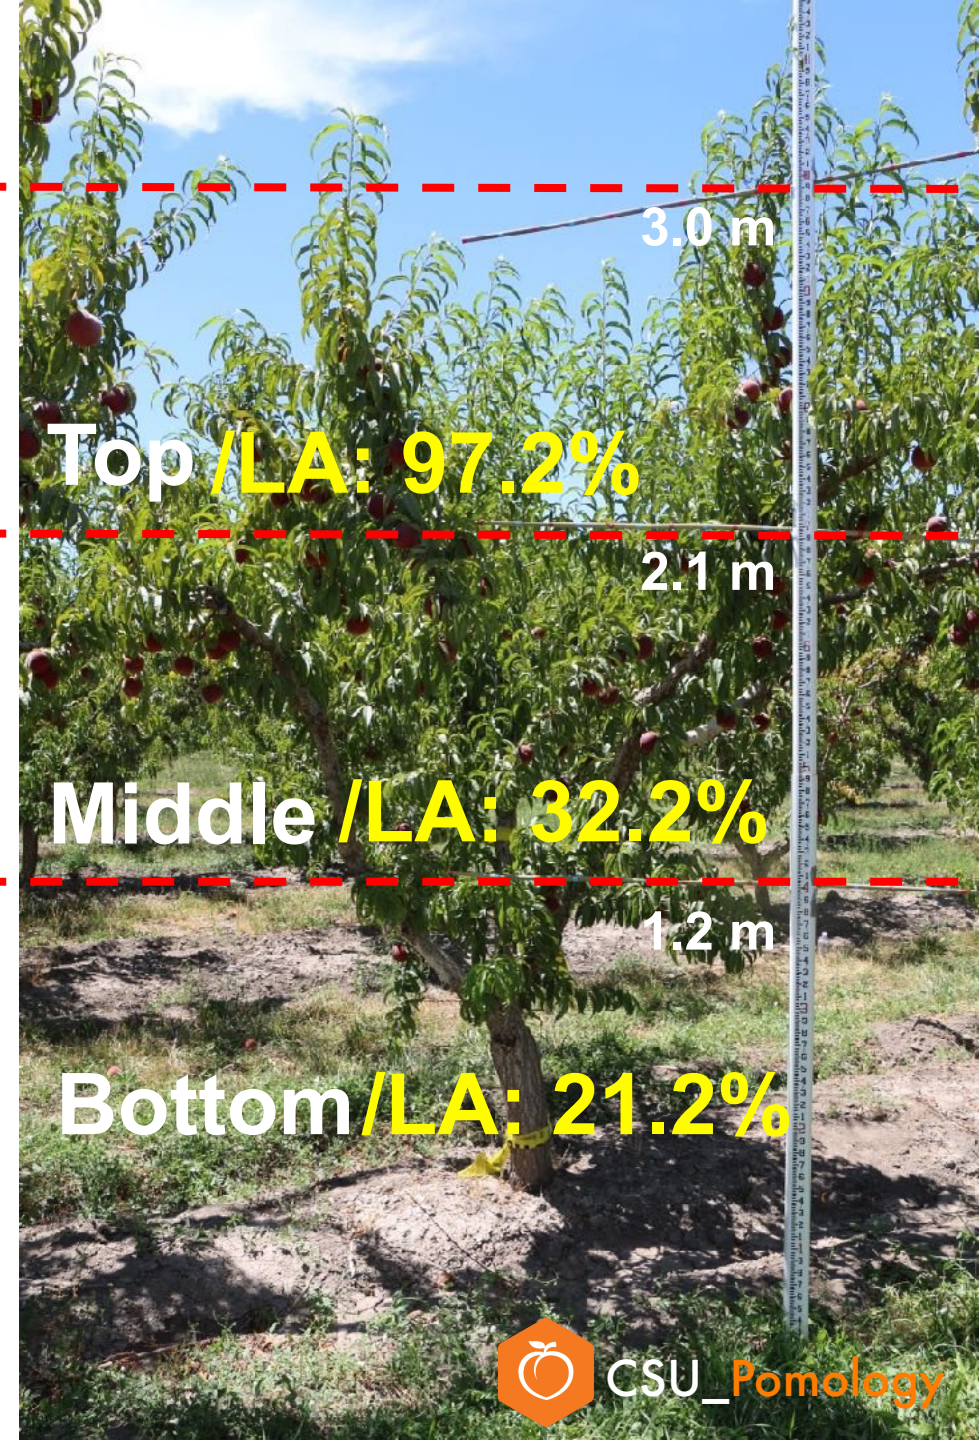 3.0 m
Top /LA: 97.2%
2.1 m
Middle /LA: 32.2%
1.2 m
Bottom /LA: 21.2%
CSU_Pomology